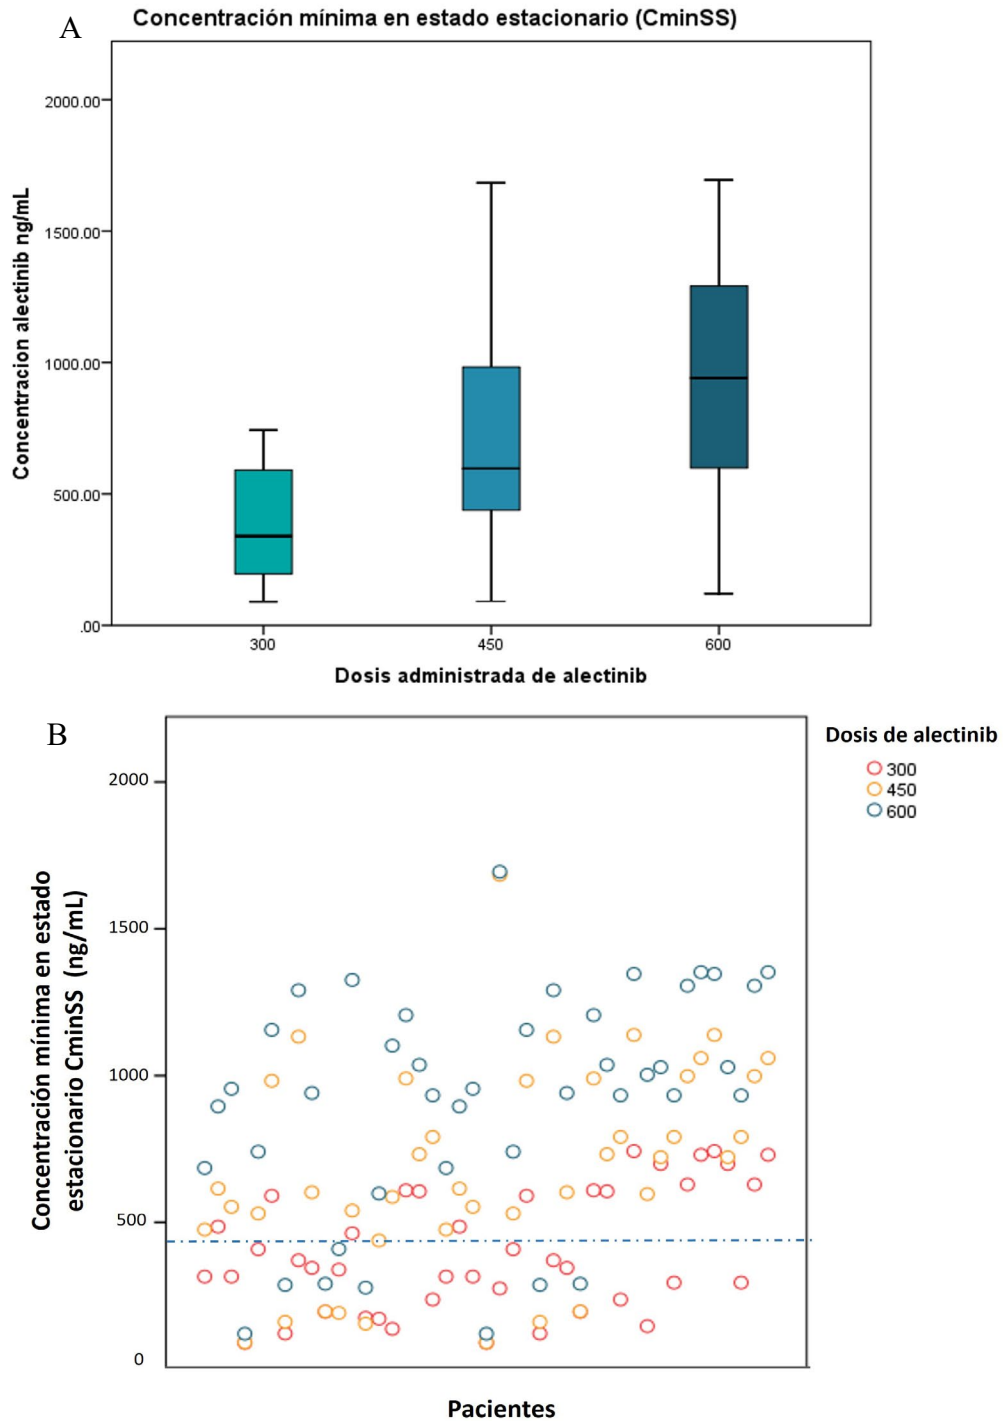 A
Concentración mínima en estado estacionario (CminSS)
Concentracion alectinib ng/mL
2000.00
1500.00
1000.00
500.00
.00
300
450
600
Dosis administrada de alectinib
B
Dosis de alectinib
300
450
600
Concentración mínima en estado
estacionario CminSS (ng/mL)
2000
1500
1000
500
0
Pacientes